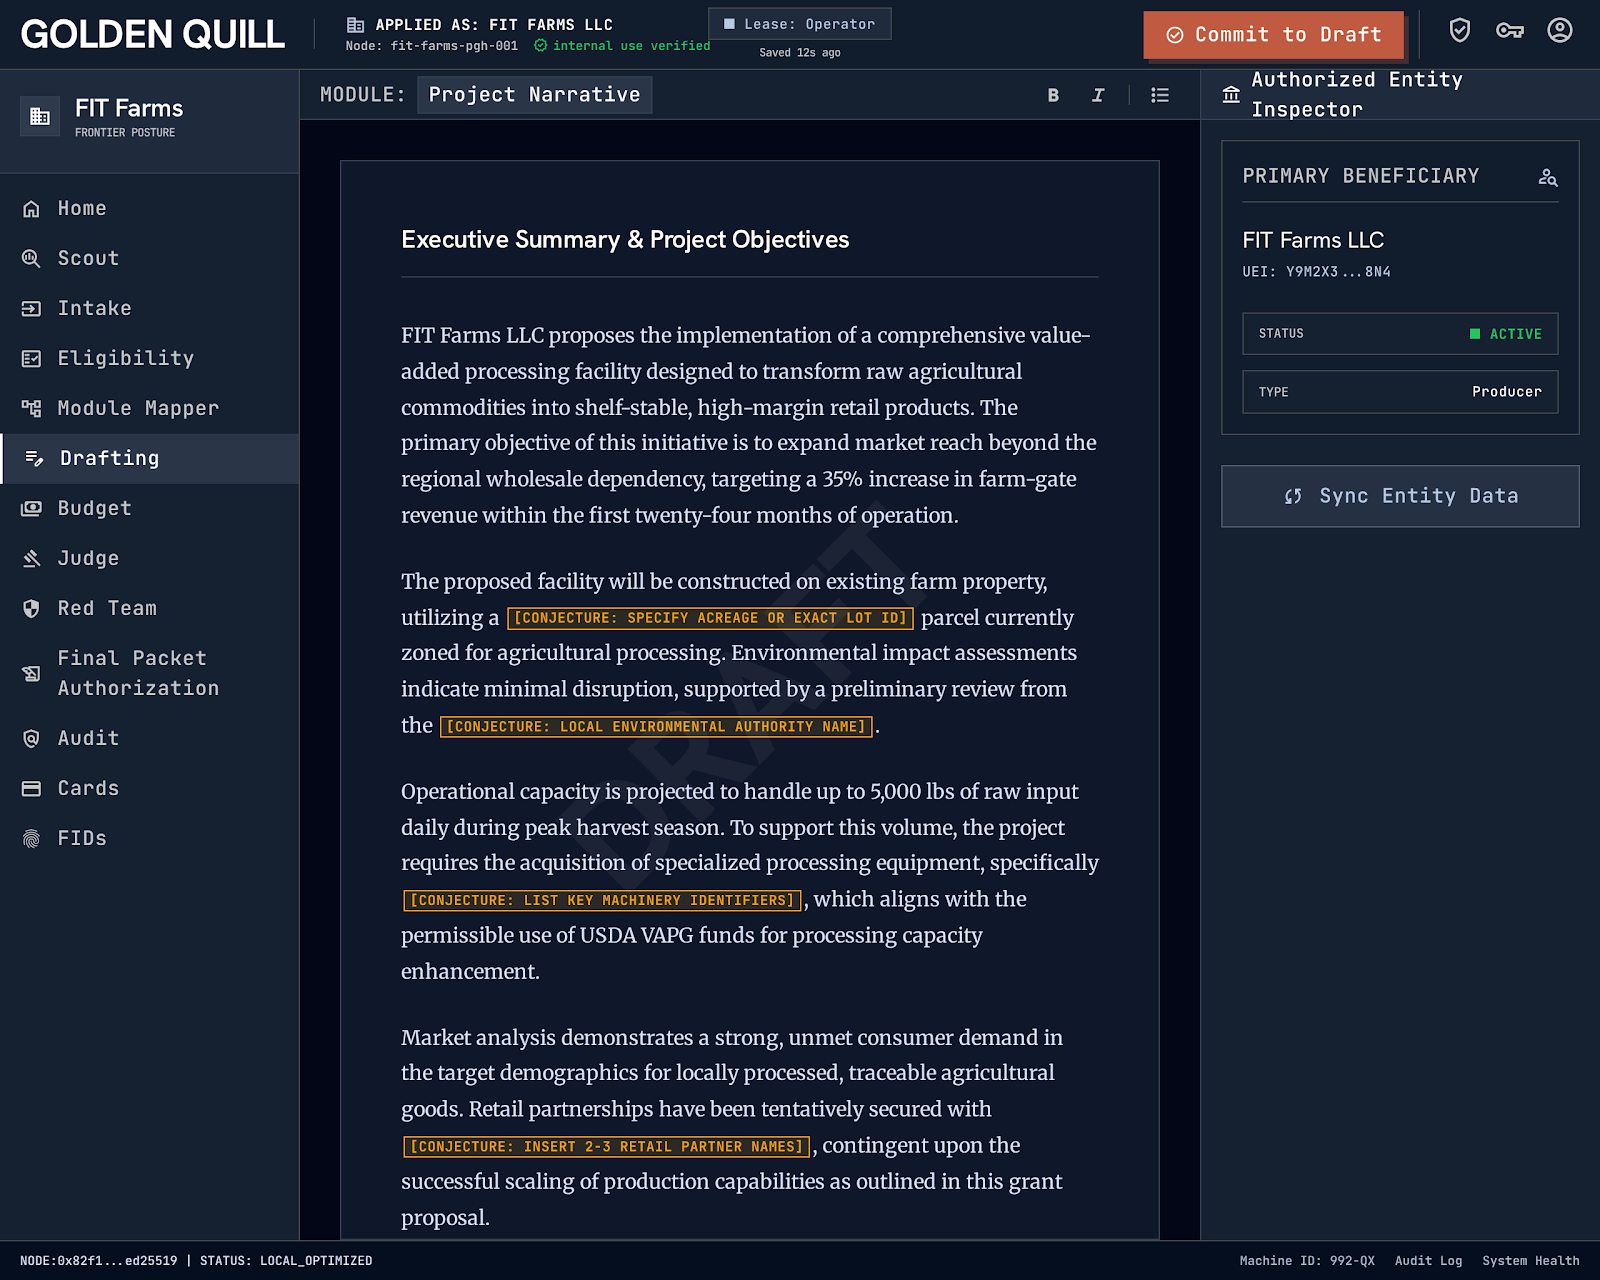 GOLDEN QUILL
APPLIED AS: FIT FARMS LLC
Node: fit-farms-pgh-001 internal use verified
Lease: Operator
Saved 12s ago
Commit to Draft
FIT Farms
FRONTIER POSTURE
Home
Scout
Intake
Eligibility
Module Mapper
Drafting
Budget
Judge
Red Team
Final Packet
Authorization
Audit
Cards
FIDs
MODULE: Project Narrative
B I
Executive Summary & Project Objectives
FIT Farms LLC proposes the implementation of a comprehensive value-
added processing facility designed to transform raw agricultural
commodities into shelf-stable, high-margin retail products. The
primary objective of this initiative is to expand market reach beyond the
regional wholesale dependency, targeting a 35% increase in farm-gate
revenue within the first twenty-four months of operation.
The proposed facility will be constructed on existing farm property,
utilizing a [CONJECTURE: SPECIFY ACREAGE OR EXACT LOT ID] parcel currently
zoned for agricultural processing. Environmental impact assessments
indicate minimal disruption, supported by a preliminary review from
the [CONJECTURE: LOCAL ENVIRONMENTAL AUTHORITY NAME].
Operational capacity is projected to handle up to 5,000 lbs of raw input
daily during peak harvest season. To support this volume, the project
requires the acquisition of specialized processing equipment, specifically
[CONJECTURE: LIST KEY MACHINERY IDENTIFIERS], which aligns with the
permissible use of USDA VAPG funds for processing capacity
enhancement.
Market analysis demonstrates a strong, unmet consumer demand in
the target demographics for locally processed, traceable agricultural
goods. Retail partnerships have been tentatively secured with
[CONJECTURE: INSERT 2-3 RETAIL PARTNER NAMES], contingent upon the
successful scaling of production capabilities as outlined in this grant
proposal.
DRAFT
Authorized Entity
Inspector
PRIMARY BENEFICIARY
FIT Farms LLC
UEI: Y9M2X3...8N4
STATUS ACTIVE
TYPE Producer
Sync Entity Data
NODE:0x82f1...ed25519 | STATUS: LOCAL_OPTIMIZED
Machine ID: 992-QX Audit Log System Health